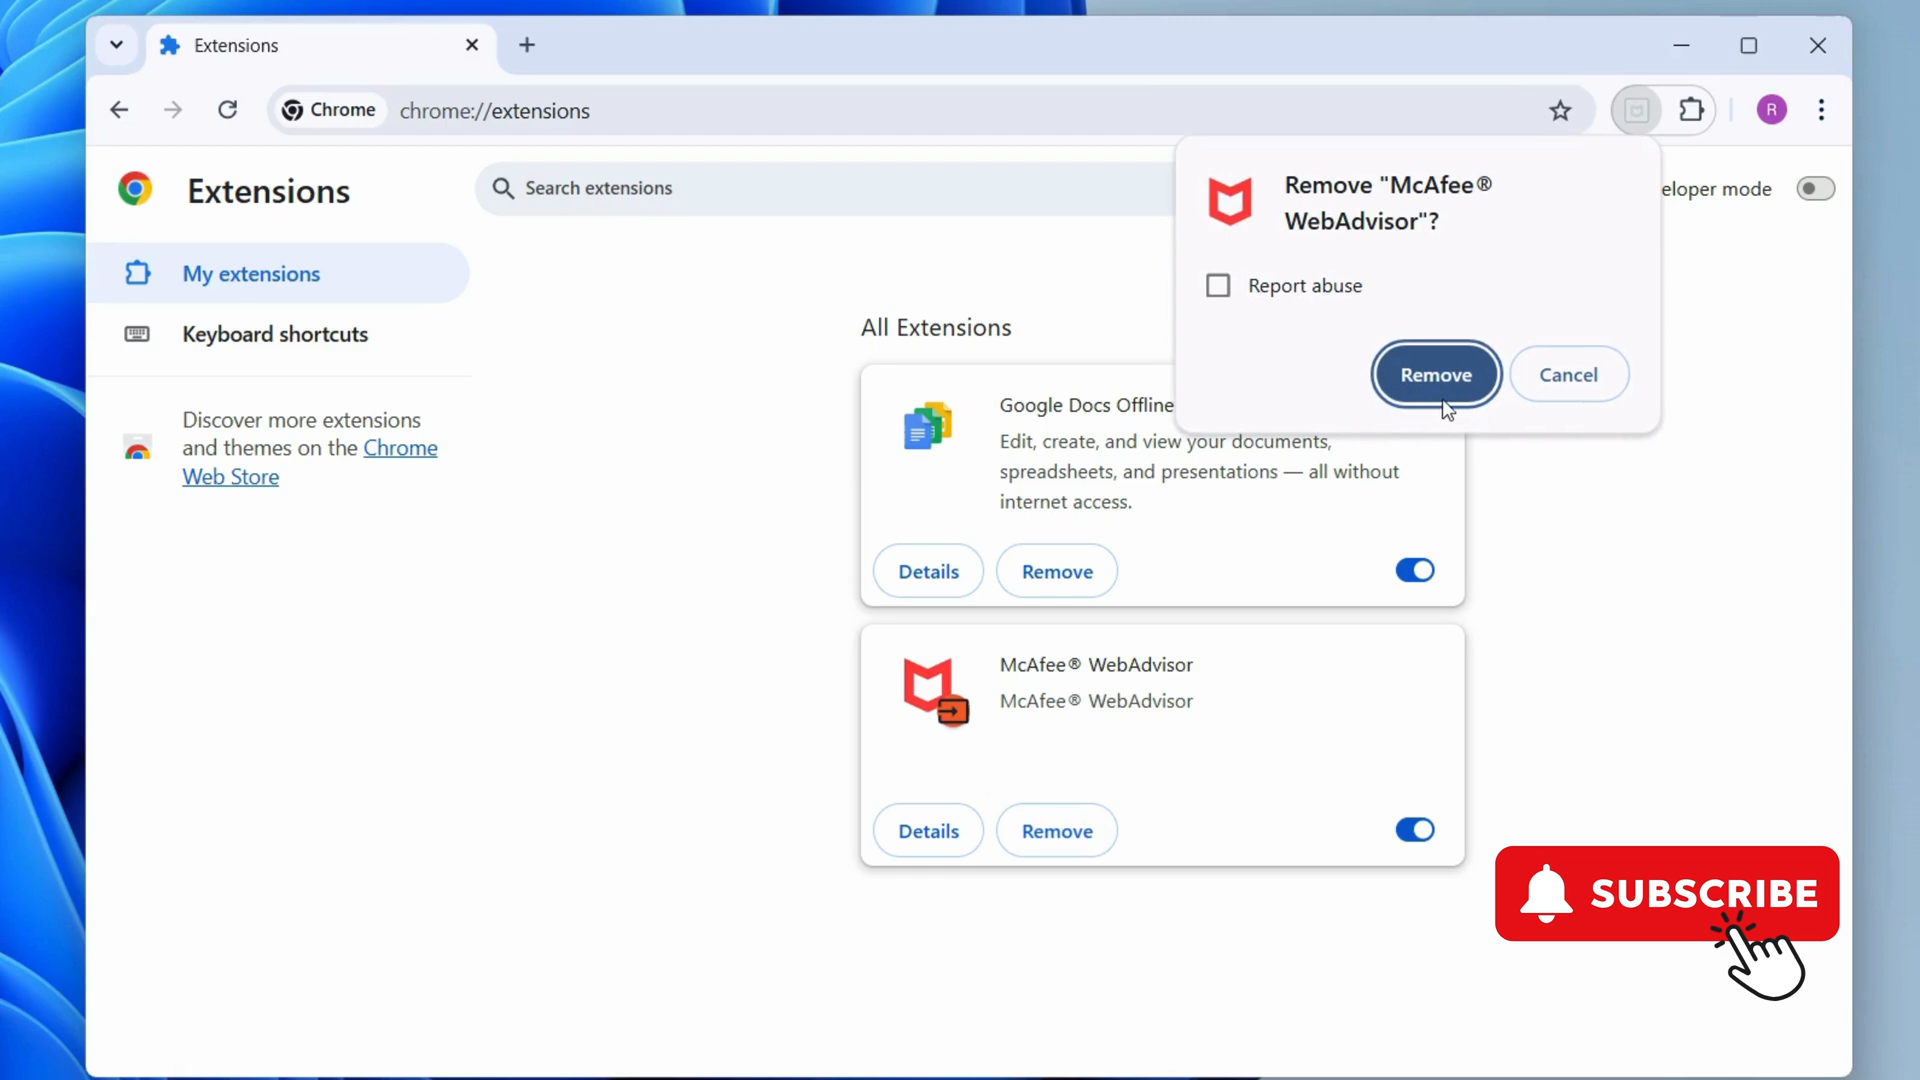 Extensions
Chrome
chrome://extensions
R
Extensions
Search extensions
eloper mode
My extensions
Keyboard shortcuts
Discover more extensions
and themes on the Chrome
Web Store
Remove "McAfee®
WebAdvisor"?
Report abuse
Remove
Cancel
All Extensions
Google Docs Offline
Edit, create, and view your documents,
spreadsheets, and presentations — all without
internet access.
Details
Remove
McAfee® WebAdvisor
McAfee® WebAdvisor
Details
Remove
SUBSCRIBE